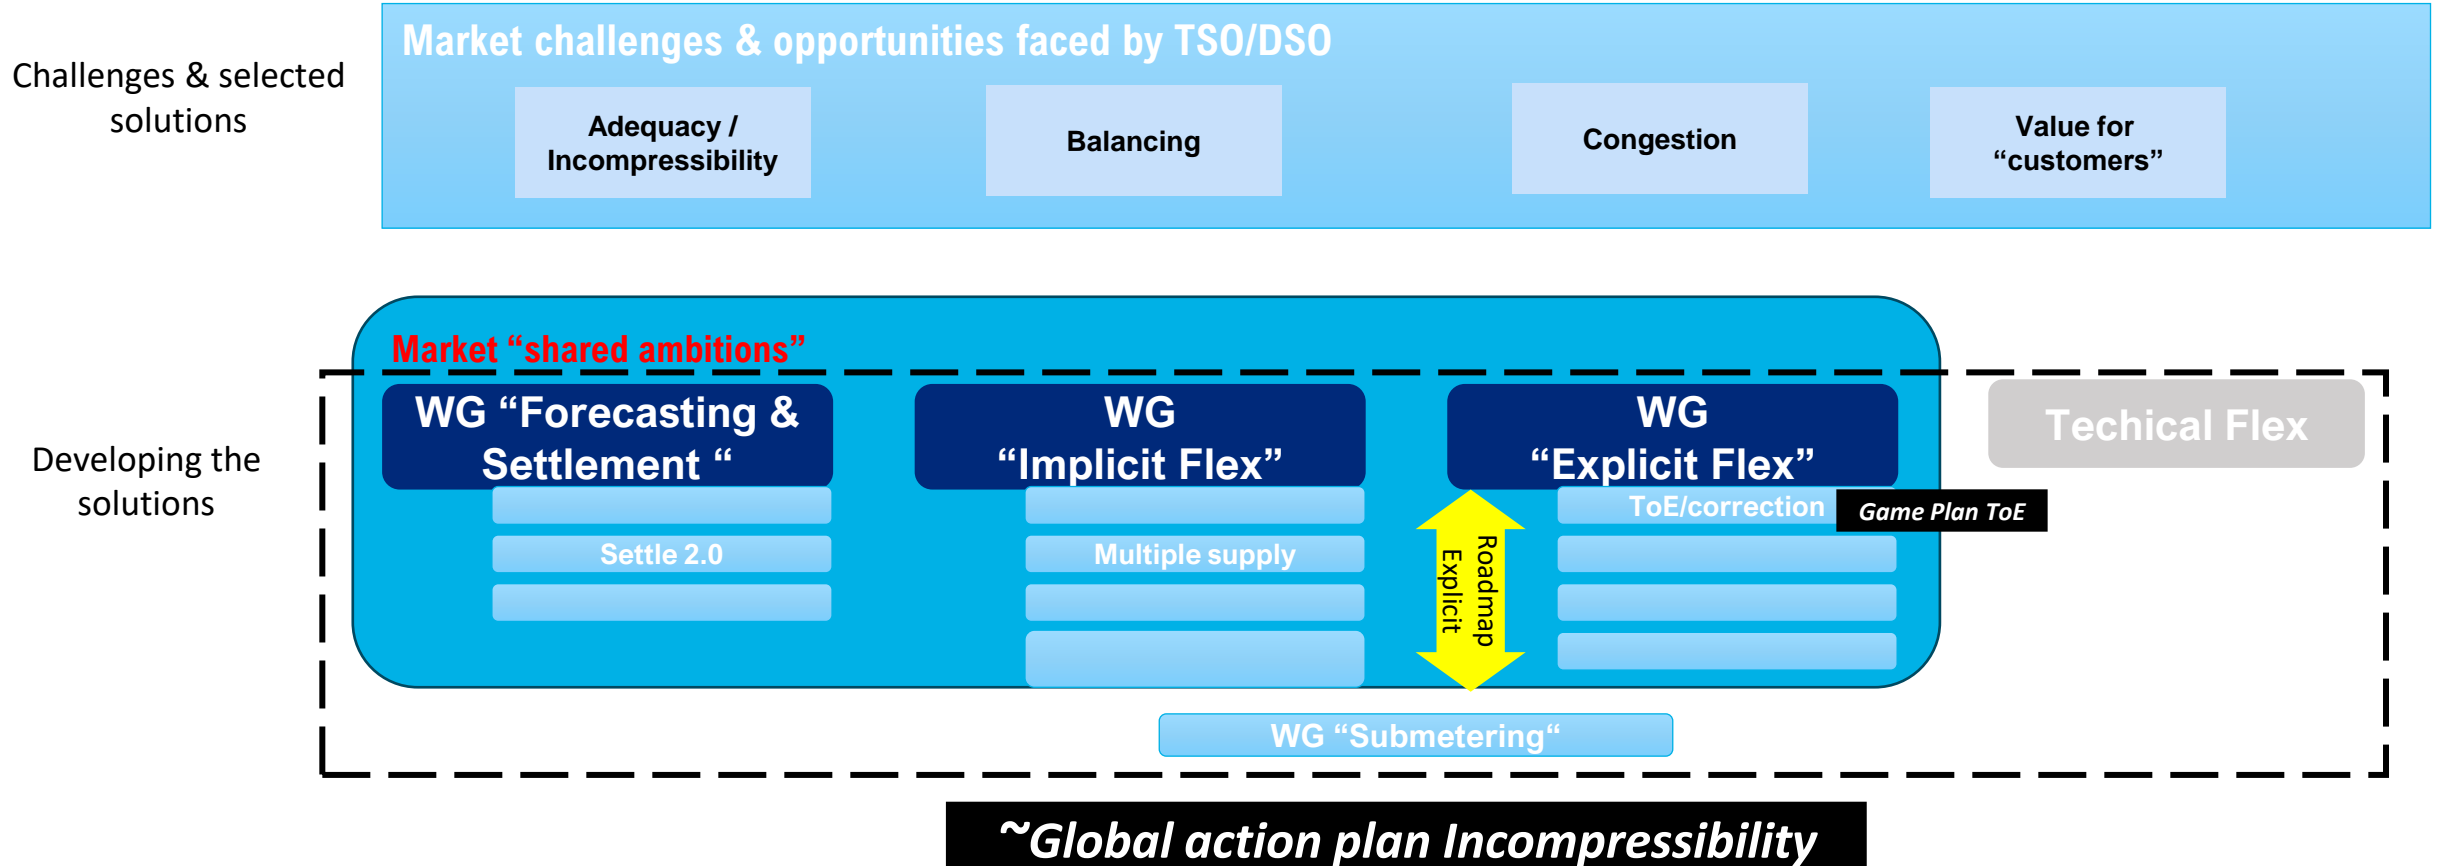 Market challenges & opportunities faced by TSO/DSO
Challenges & selected
solutions
Adequacy /
Incompressibility
Balancing
Congestion
Value for
“customers”
Market “shared ambitions”
Developing the
solutions
WG “Forecasting &
Settlement “
WG
“Implicit Flex”
WG
“Explicit Flex”
Techical Flex
ToE/correction
Game Plan ToE
Settle 2.0
Multiple supply
Roadmap
Explicit
WG “Submetering“
~Global action plan Incompressibility